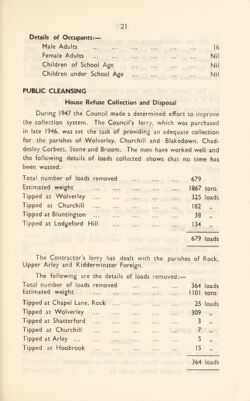 21
Details of Occupants:—
Male Adults ... ... ... ... ... ... 16
Female Adults ... ... ... ... ... ... Nil
Children of School Age ... ... ... ... Nil
Children under School Age ... ... ... ... Nil
PUBLIC CLEANSING
House Refuse Collection and Disposal
During 1947 the Council made a determined effort to improve
the collection system. The Council's lorry, which was purchased
in late 1946, was set the task of providing an adequate collection
for the parishes of Wolverley, Churchill and Blakedown, Chad-
desley Corbett, Stone and Broom. The men have worked well and
the following details of loads collected shows that no time has
been wasted.
Total number of loads removed ... ... ... 679
Estimated weight ... ... ... ... ... 1867 tons
Tipped at Wolverley ... ... ... ... ... 325 loads
Tipped at Churchill ... ... ... ... ... 182 „
Tipped at Bluntington ... ... ... ... ... 38 „
Tipped at Lodgeford Hill ... ... ... ... 134 „
679 loads
The Contractor's lorry has dealt with the parishes of Rock,
Upper Arley and Kidderminster Foreign.
The following are the details of loads removed:—
Total number of loads removed ... ... ... 364 loads
Estimated weight ... ... ... ... ... 1101 tons
Tipped at Chapel Lane, Rock ... ... ... ... 25 loads
Tipped at Wolverley ... ... ... ... ... 309 „
Tipped at Shatterford ... ... ... ... ... 3 „
Tipped at Churchill ... ... ... ... ... 7 „
Tipped at Arley ... ... ... ... ... ... 5 „
Tipped at Hoobrook ... ... ... ... ... 15 „
364 loads